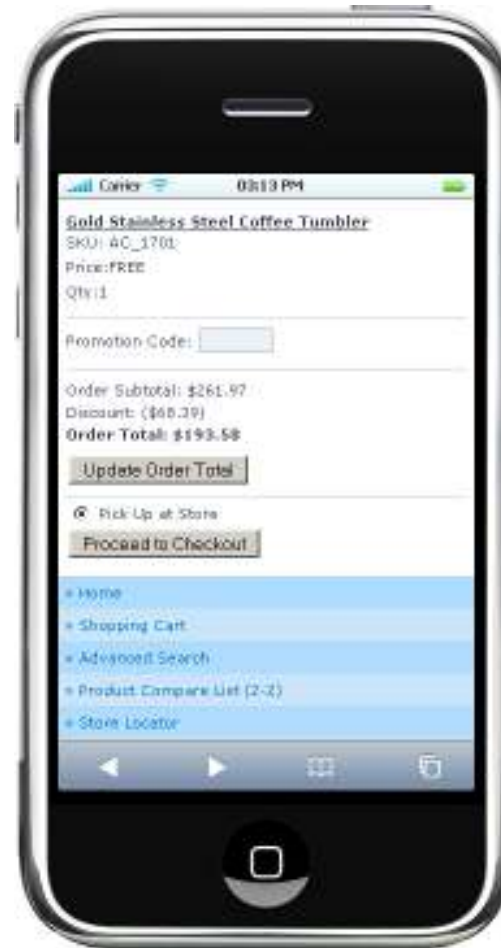 Carrier 03:13 PM
Gold Stainless Steel Coffee Tumbler
SKU: AC_1701
Price:FREE
Qty:1
Promotion Code:
Order Subtotal: $261.97
Discount: ($68.39)
Order Total: $193.58
Update Order Total
Pick Up at Store
Proceed to Checkout
» Home
» Shopping Cart
» Advanced Search
» Product Compare List (2-2)
» Store Locator